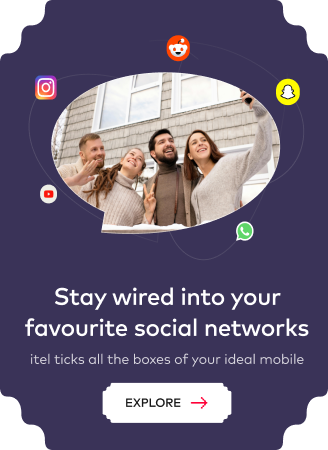 Stay wired into your
favourite social networks
itel ticks all the boxes of your ideal mobile
EXPLORE